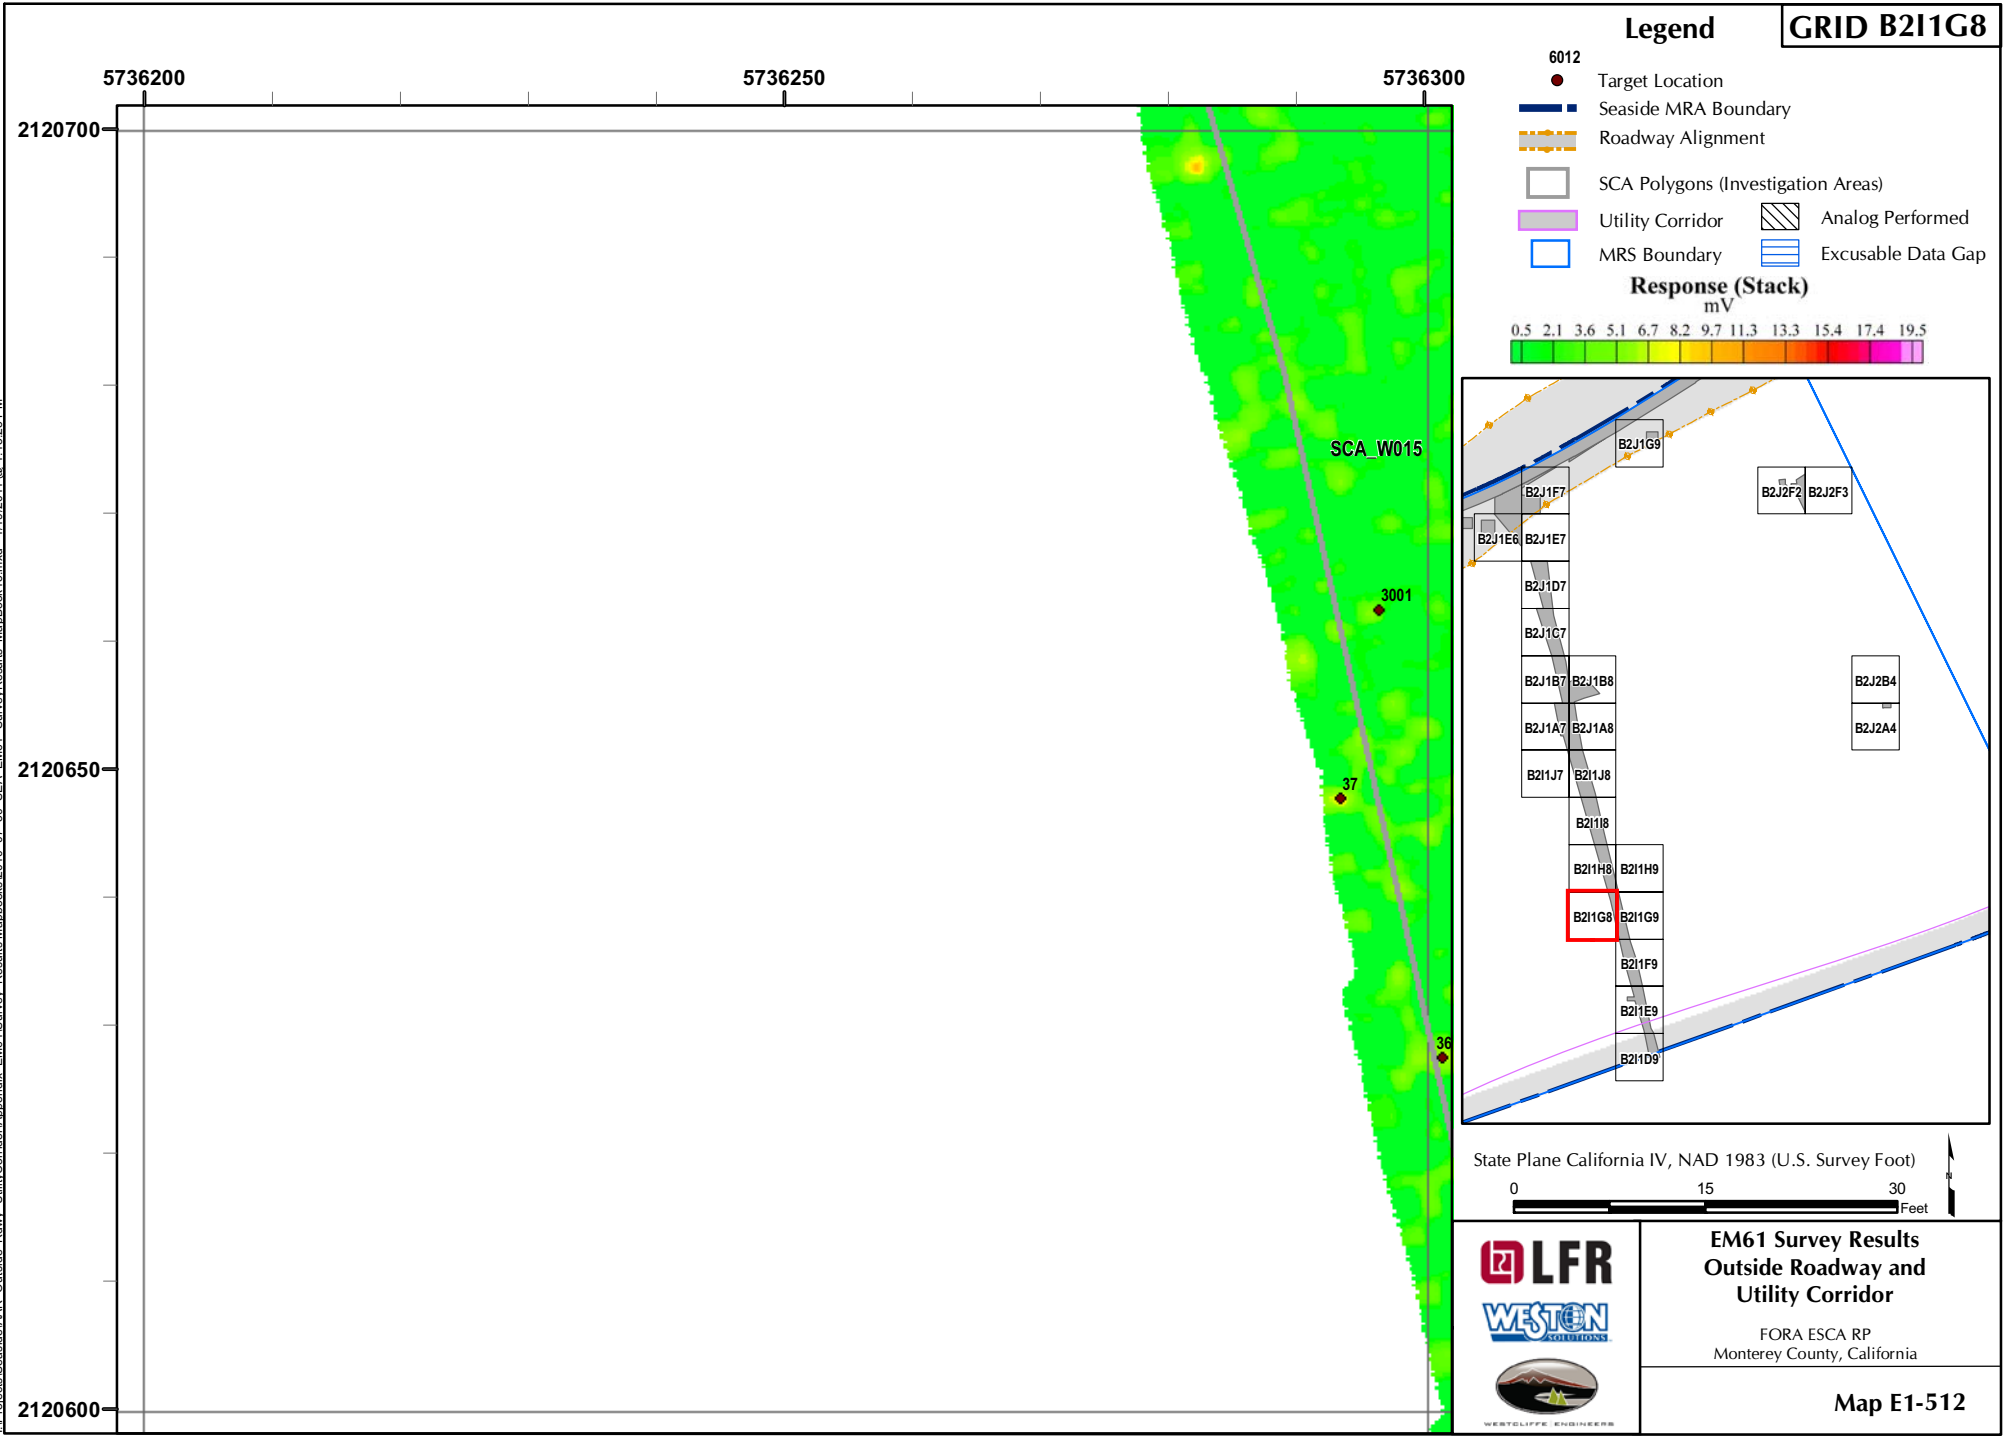 GRID B2I1G8
Legend
6012
Target Location
Seaside MRA Boundary
Roadway Alignment
SCA Polygons (Investigation Areas)
Utility Corridor
Analog Performed
MRS Boundary
Excusable Data Gap
Response (Stack)
mV
0.5 2.1 3.6 5.1 6.7 8.2 9.7 11.3 13.3 15.4 17.4 19.5
5736200 5736250 5736300
2120700
2120650
2120600
SCA_W015
3001
37
36
B2J1G9
B2J1F7
B2J2F2 B2J2F3
B2J1E6 B2J1E7
B2J1D7
B2J1C7
B2J1B7 B2J1B8
B2J2B4
B2J1A7 B2J1A8
B2J2A4
B2I1J7 B2I1J8
B2I1I8
B2I1H8 B2I1H9
B2I1G8 B2I1G9
B2I1F9
B2I1E9
B2I1D9
State Plane California IV, NAD 1983 (U.S. Survey Foot)
0 15 30
Feet
N
LFR
WESTON
SOLUTIONS
WESTCLIFFE ENGINEERS
EM61 Survey Results
Outside Roadway and
Utility Corridor
FORA ESCA RP
Monterey County, California
Map E1-512